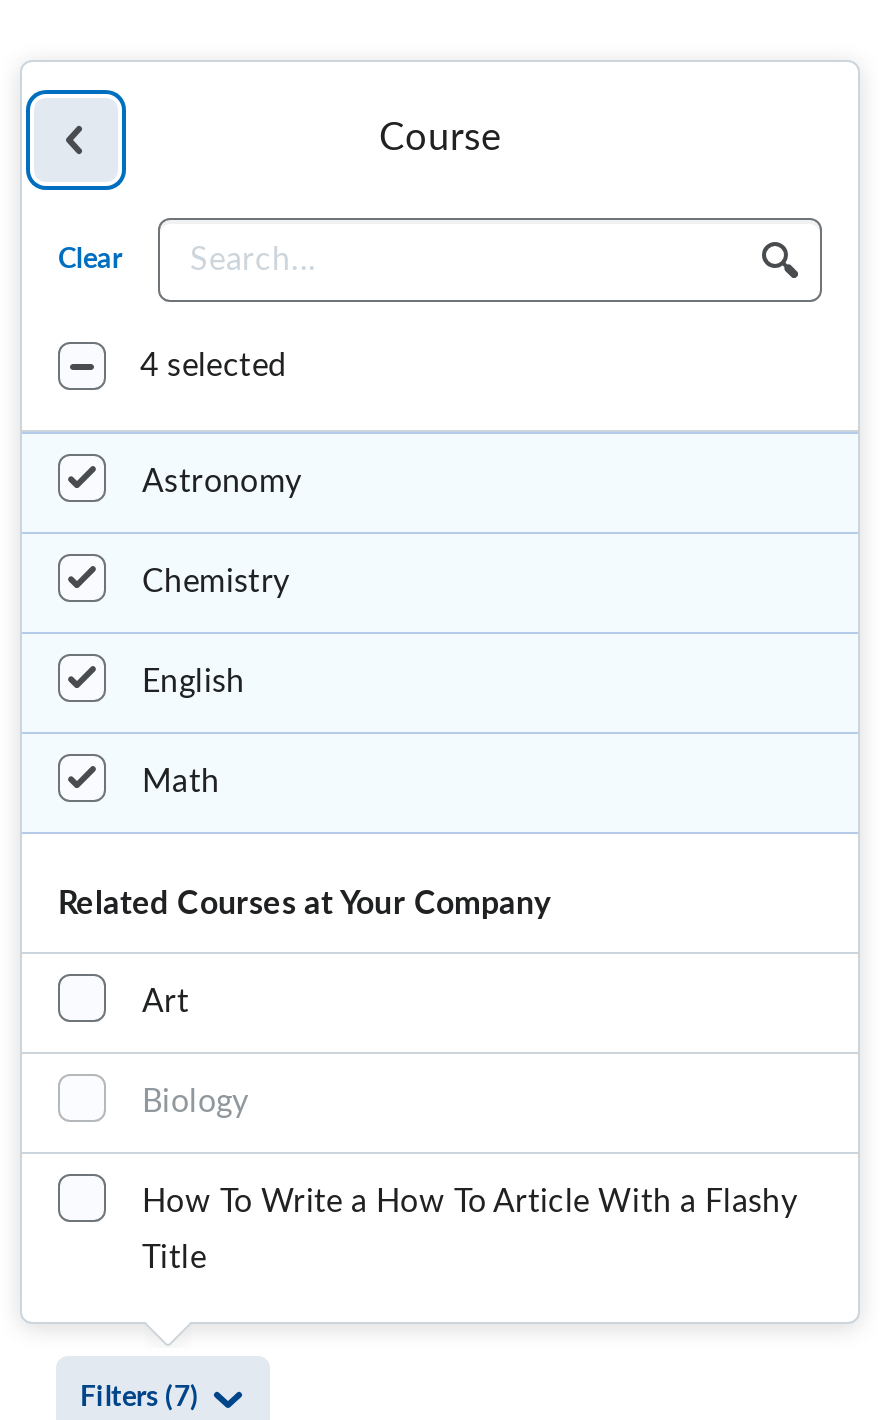 Course
Clear
Search...
4 selected
Astronomy
Chemistry
English
Math
Related Courses at Your Company
Art
Biology
How To Write a How To Article With a Flashy
Title
Filters (7)